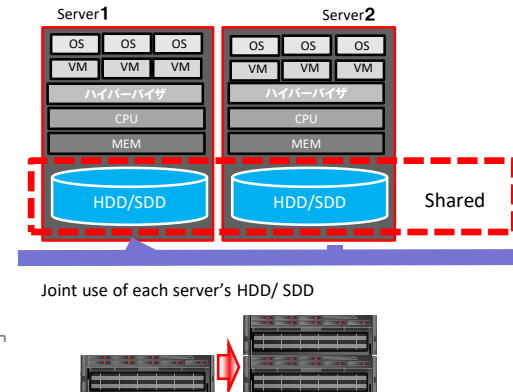 Server1
Server2
OS OS OS
OS OS OS
VM VM VM
VM VM VM
ハイパーバイザ
ハイパーバイザ
CPU
CPU
MEM
MEM
HDD/SDD
HDD/SDD
Shared
Joint use of each server's HDD/ SDD